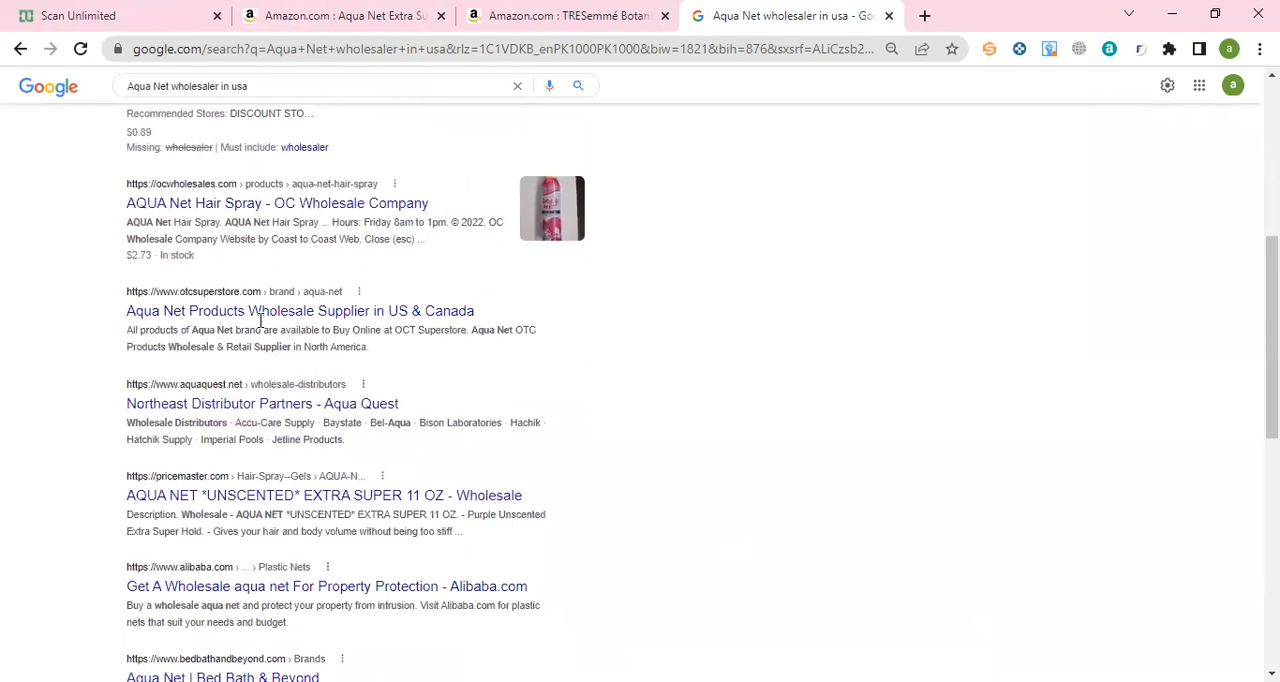 Scan Unlimited
Amazon.com : Aqua Net Extra Su
Amazon.com : TRESemmé Botani
Aqua Net wholesaler in usa - Goo
google.com/search?q=Aqua+Net+wholesaler+in+usa&rlz=1C1VDKB_enPK1000PK1000&biw=1821&bih=876&sxsrf=ALiCzsb2...
a
Google
Aqua Net wholesaler in usa
a
Recommended Stores: DISCOUNT STO...
$0.89
Missing: wholesaler | Must include: wholesaler
https://ocwholesales.com › products › aqua-net-hair-spray
AQUA Net Hair Spray - OC Wholesale Company
AQUA Net Hair Spray. AQUA Net Hair Spray ... Hours: Friday 8am to 1pm. © 2022, OC
Wholesale Company Website by Coast to Coast Web. Close (esc) ...
$2.73 · In stock
https://www.otcsuperstore.com › brand › aqua-net
Aqua Net Products Wholesale Supplier in US & Canada
All products of Aqua Net brand are available to Buy Online at OCT Superstore. Aqua Net OTC
Products Wholesale & Retail Supplier in North America.
https://www.aquaquest.net › wholesale-distributors
Northeast Distributor Partners - Aqua Quest
Wholesale Distributors · Accu-Care Supply · Baystate · Bel-Aqua · Bison Laboratories · Hachik ·
Hatchik Supply · Imperial Pools · Jetline Products.
https://pricemaster.com › Hair-Spray--Gels › AQUA-N...
AQUA NET *UNSCENTED* EXTRA SUPER 11 OZ - Wholesale
Description. Wholesale - AQUA NET *UNSCENTED* EXTRA SUPER 11 OZ. - Purple Unscented
Extra Super Hold. - Gives your hair and body volume without being too stiff ...
https://www.alibaba.com › ... › Plastic Nets
Get A Wholesale aqua net For Property Protection - Alibaba.com
Buy a wholesale aqua net and protect your property from intrusion. Visit Alibaba.com for plastic
nets that suit your needs and budget.
https://www.bedbathandbeyond.com › Brands
Aqua Net | Bed Bath & Beyond